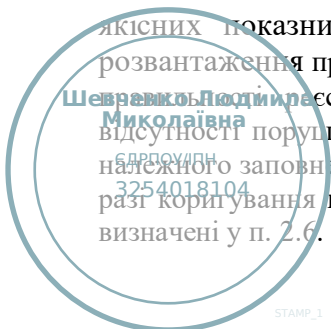 якісних показни
розвантаження пр
Шевченко Людмила
Миколаївна
відсутності поруш
ЄДРПОУ/ІПН
належного заповн
3254018104
разі коригування
визначені у п. 2.6.
STAMP_1